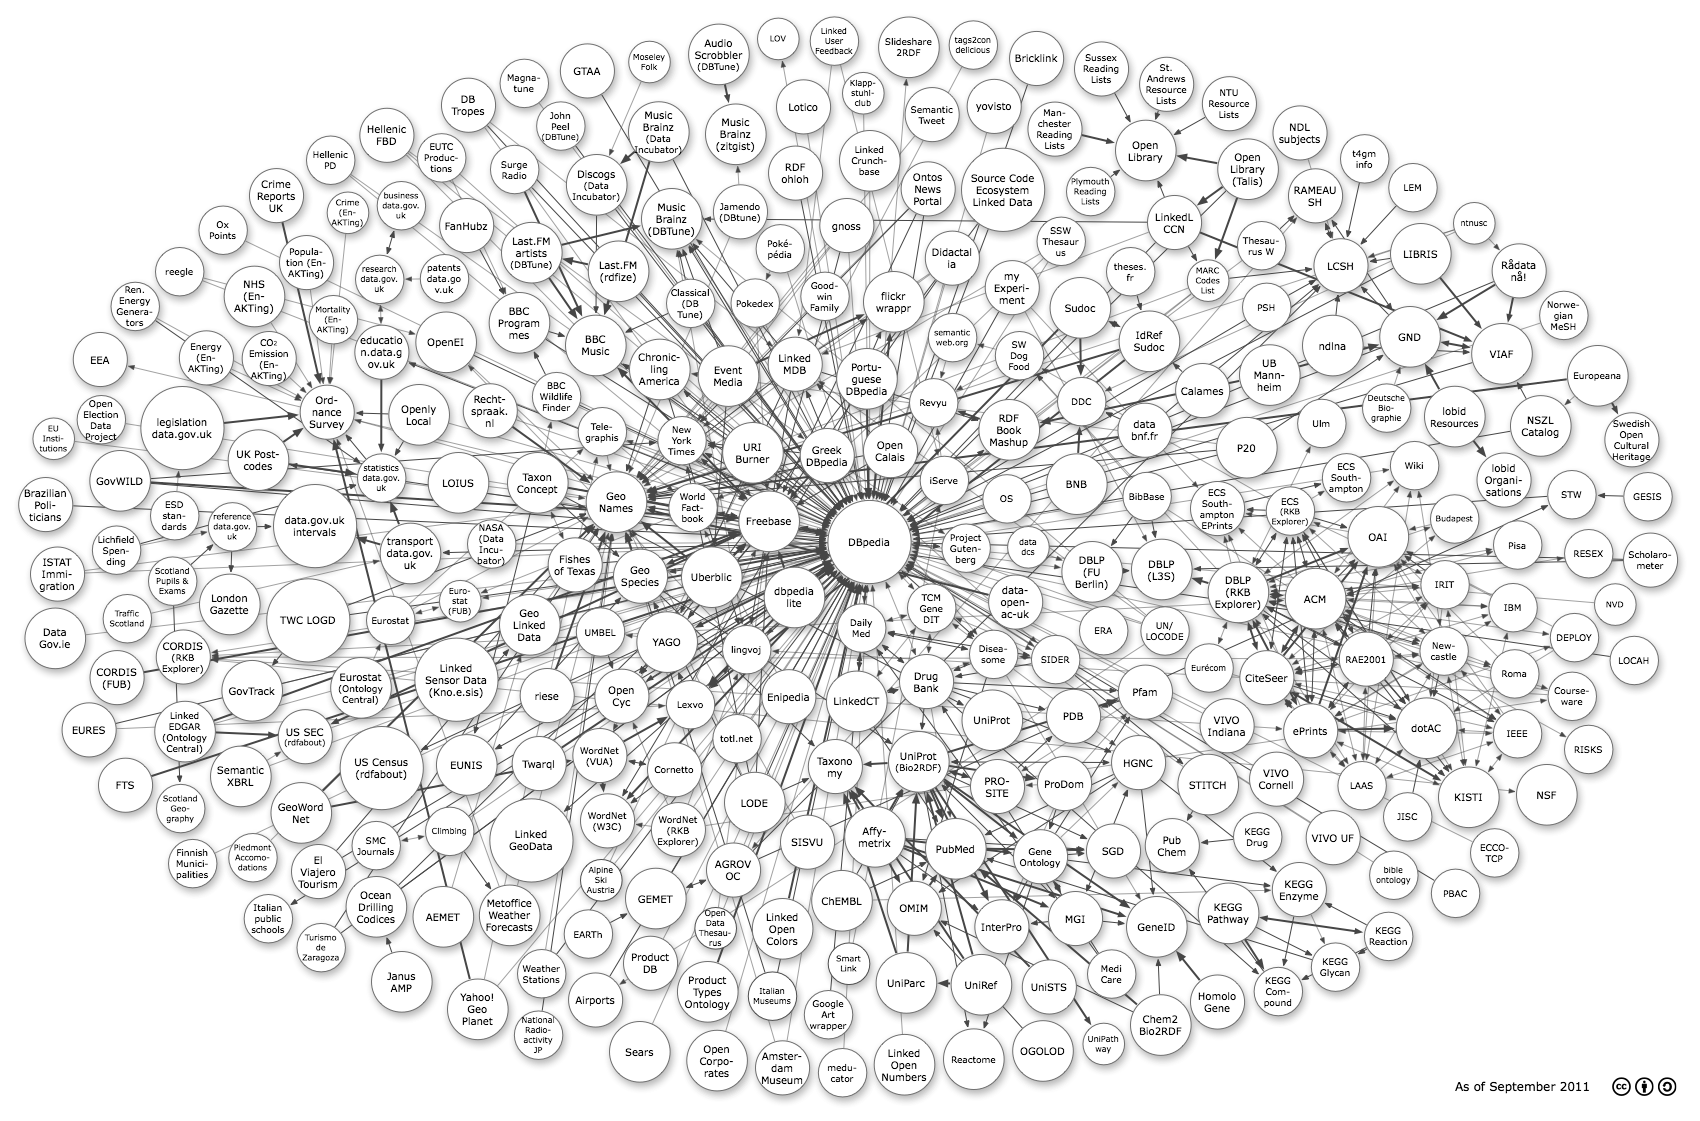 Linked
User
Feedback
LOV
Slideshare
2RDF
tags2con
delicious
Audio
Scrobbler
(DBTune)
Moseley
Folk
GTAA
Magna-
tune
DB
Tropes
Bricklink
Sussex
Reading
Lists
St.
Andrews
Resource
Lists
NTU
Resource
Lists
Klapp-
stuhl-
club
Lotico
yovisto
Semantic
Tweet
Man-
chester
Reading
Lists
John
Peel
(DBTune)
Music
Brainz
(Data
Incubator)
Music
Brainz
(zitgist)
Hellenic
FBD
Hellenic
PD
EUTC
Produc-
tions
Surge
Radio
Discogs
(Data
Incubator)
RDF
ohloh
Linked
Crunch-
base
Ontos
News
Portal
Source Code
Ecosystem
Linked Data
Open
Library
Open
Library
(Talis)
NDL
subjects
t4gm
info
Plymouth
Reading
Lists
RAMEAU
SH
LEM
Crime
Reports
UK
Crime
(En-
AKTing)
business
data.gov.
uk
FanHubz
Music
Brainz
(DBTune)
Jamendo
(DBtune)
gnoss
LinkedL
CCN
ntnusc
Ox
Points
Popula-
tion (En-
AKTing)
Last.FM
artists
(DBTune)
Last.FM
(rdfize)
Poké-
pédia
Didactal
ia
SSW
Thesaur
us
Thesau-
rus W
LCSH
LIBRIS
Rådata
nå!
reegle
NHS
(En-
AKTing)
research
data.gov.
uk
patents
data.go
v.uk
Classical
(DB
Tune)
Pokedex
Good-
win
Family
flickr
wrappr
my
Experi-
ment
theses.
fr
MARC
Codes
List
Ren.
Energy
Genera-
tors
Mortality
(En-
AKTing)
BBC
Program
mes
BBC
Music
Sudoc
PSH
Norwe-
gian
MeSH
EEA
Energy
(En-
AKTing)
CO2
Emission
(En-
AKTing)
educatio
n.data.g
ov.uk
OpenEI
Chronic-
ling
America
Event
Media
Linked
MDB
Portu-
guese
DBpedia
semantic
web.org
SW
Dog
Food
IdRef
Sudoc
UB
Mann-
heim
ndlna
GND
VIAF
Europeana
Open
Election
Data
Project
EU
Insti-
tutions
legislation
data.gov.uk
Ord-
nance
Survey
Openly
Local
Recht-
spraak.
nl
BBC
Wildlife
Finder
Tele-
graphis
New
York
Times
URI
Burner
Greek
DBpedia
Open
Calais
Revyu
RDF
Book
Mashup
DDC
data
bnf.fr
Calames
Deutsche
Bio-
graphie
Ulm
lobid
Resources
NSZL
Catalog
Swedish
Open
Cultural
Heritage
GovWILD
UK Post-
codes
statistics
data.gov.
uk
LOIUS
Taxon
Concept
Geo
Names
World
Fact-
book
Freebase
iServe
OS
BNB
P20
BibBase
ECS
South-
ampton
Wiki
lobid
Organi-
sations
STW
GESIS
Brazilian
Poli-
ticians
ESD
stan-
dards
reference
data.gov.
uk
data.gov.uk
intervals
ECS
South-
ampton
EPrints
ECS
(RKB
Explorer)
Budapest
Lichfield
Spen-
ding
transport
data.gov.
uk
NASA
(Data
Incu-
bator)
Fishes
of Texas
DBpedia
Project
Guten-
berg
data
dcs
DBLP
(FU
Berlin)
DBLP
(L3S)
OAI
Pisa
RESEX
Scholaro-
meter
ISTAT
Immi-
gration
Scotland
Pupils &
Exams
London
Gazette
TWC LOGD
Eurostat
Euro-
stat
(FUB)
Geo
Species
Uberblic
dbpedia
lite
TCM
Gene
DIT
data-
open-
ac-uk
DBLP
(RKB
Explorer)
ACM
IRIT
IBM
NVD
Traffic
Scotland
Data
Gov.ie
CORDIS
(RKB
Explorer)
Geo
Linked
Data
UMBEL
YAGO
lingvoj
Daily
Med
ERA
UN/
LOCODE
DEPLOY
LOCAH
CORDIS
(FUB)
GovTrack
Eurostat
(Ontology
Central)
Linked
Sensor Data
(Kno.e.sis)
riese
Open
Cyc
Lexvo
Enipedia
LinkedCT
Drug
Bank
Disea-
some
SIDER
Pfam
Eurécom
CiteSeer
RAE2001
New-
castle
Roma
Course-
ware
EURES
Linked
EDGAR
(Ontology
Central)
US SEC
(rdfabout)
totl.net
UniProt
PDB
VIVO
Indiana
ePrints
dotAC
IEEE
RISKS
FTS
Semantic
XBRL
US Census
(rdfabout)
EUNIS
Twarql
WordNet
(VUA)
Cornetto
Taxono
my
UniProt
(Bio2RDF)
PRO-
SITE
ProDom
HGNC
STITCH
VIVO
Cornell
LAAS
KISTI
NSF
Scotland
Geo-
graphy
GeoWord
Net
Climbing
Linked
GeoData
WordNet
(W3C)
WordNet
(RKB
Explorer)
LODE
SISVU
Affy-
metrix
PubMed
Gene
Ontology
SGD
Pub
Chem
KEGG
Drug
VIVO UF
JISC
ECCO-
TCP
Finnish
Munici-
palities
Piedmont
Accomo-
dations
El
Viajero
Tourism
SMC
Journals
Alpine
Ski
Austria
AGROV
OC
bible
ontology
PBAC
KEGG
Enzyme
Italian
public
schools
Ocean
Drilling
Codices
AEMET
Metoffice
Weather
Forecasts
GEMET
ChEMBL
OMIM
InterPro
MGI
GeneID
KEGG
Pathway
KEGG
Reaction
Turismo
de
Zaragoza
EARTh
Open
Data
Thesau-
rus
Linked
Open
Colors
Smart
Link
KEGG
Glycan
Janus
AMP
Yahoo!
Geo
Planet
Weather
Stations
Product
DB
Airports
Product
Types
Ontology
Italian
Museums
Google
Art
wrapper
UniParc
UniRef
UniSTS
Medi
Care
Homolo
Gene
KEGG
Com-
pound
National
Radio-
activity
JP
Sears
Open
Corpo-
rates
Amster-
dam
Museum
medu-
cator
Linked
Open
Numbers
Reactome
OGOLOD
UniPath
way
Chem2
Bio2RDF
As of September 2011